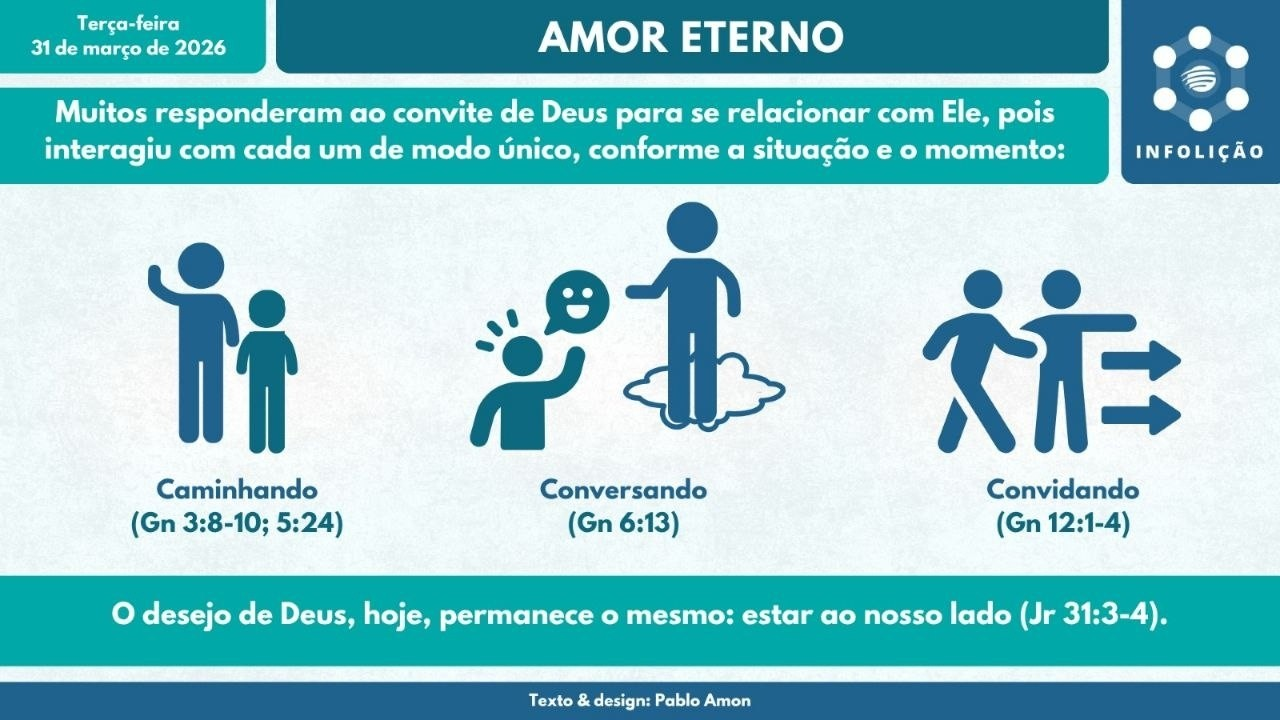 Terça-feira
31 de março de 2026
AMOR ETERNO
INFOLIÇÃO
Muitos responderam ao convite de Deus para se relacionar com Ele, pois
interagiu com cada um de modo único, conforme a situação e o momento:
Caminhando
(Gn 3:8-10; 5:24)
Conversando
(Gn 6:13)
Convidando
(Gn 12:1-4)
O desejo de Deus, hoje, permanece o mesmo: estar ao nosso lado (Jr 31:3-4).
Texto & design: Pablo Amon